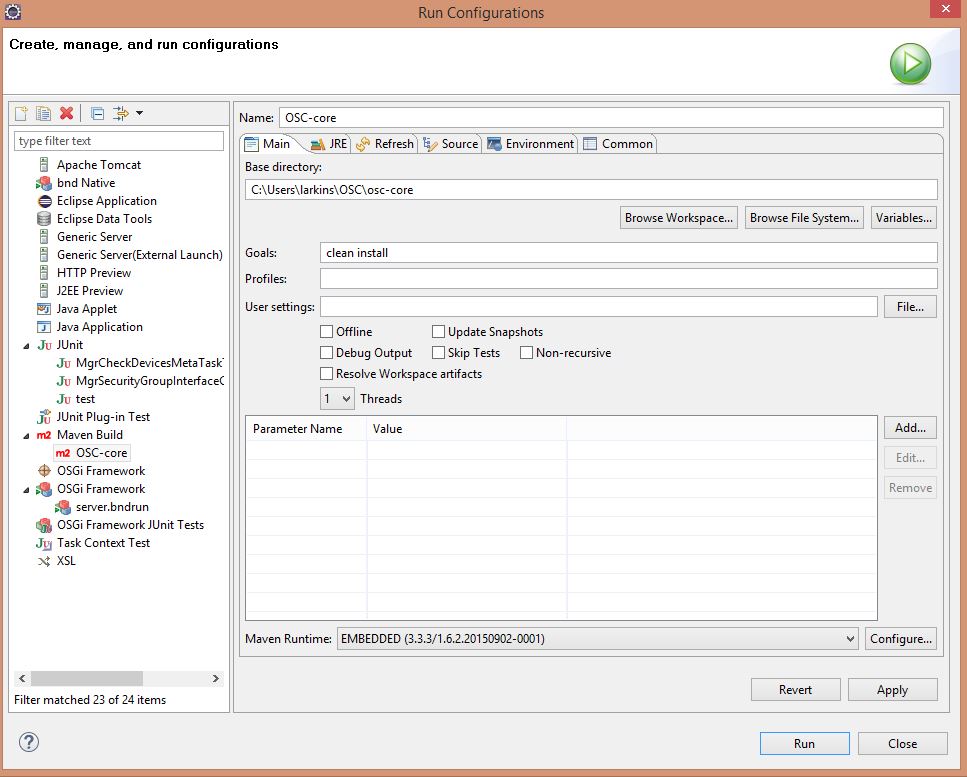 Run Configurations
Create, manage, and run configurations
type filter text
Apache Tomcat
bnd Native
Eclipse Application
Eclipse Data Tools
Generic Server
Generic Server(External Launch)
HTTP Preview
J2EE Preview
Java Applet
Java Application
JUnit
MgrCheckDevicesMetaTaskT
MgrSecurityGroupInterfaceC
test
JUnit Plug-in Test
m2 Maven Build
m2 OSC-core
OSGi Framework
OSGi Framework
server.bndrun
OSGi Framework JUnit Tests
Task Context Test
XSL
Filter matched 23 of 24 items
Name: OSC-core
Main JRE Refresh Source Environment Common
Base directory:
C:\Users\larkins\OSC\osc-core
Browse Workspace... Browse File System... Variables...
Goals: clean install
Profiles:
User settings: File...
Offline Update Snapshots
Debug Output Skip Tests Non-recursive
Resolve Workspace artifacts
1 Threads
Parameter Name Value
Add...
Edit...
Remove
Maven Runtime: EMBEDDED (3.3.3/1.6.2.20150902-0001) Configure...
Revert Apply
? Run Close